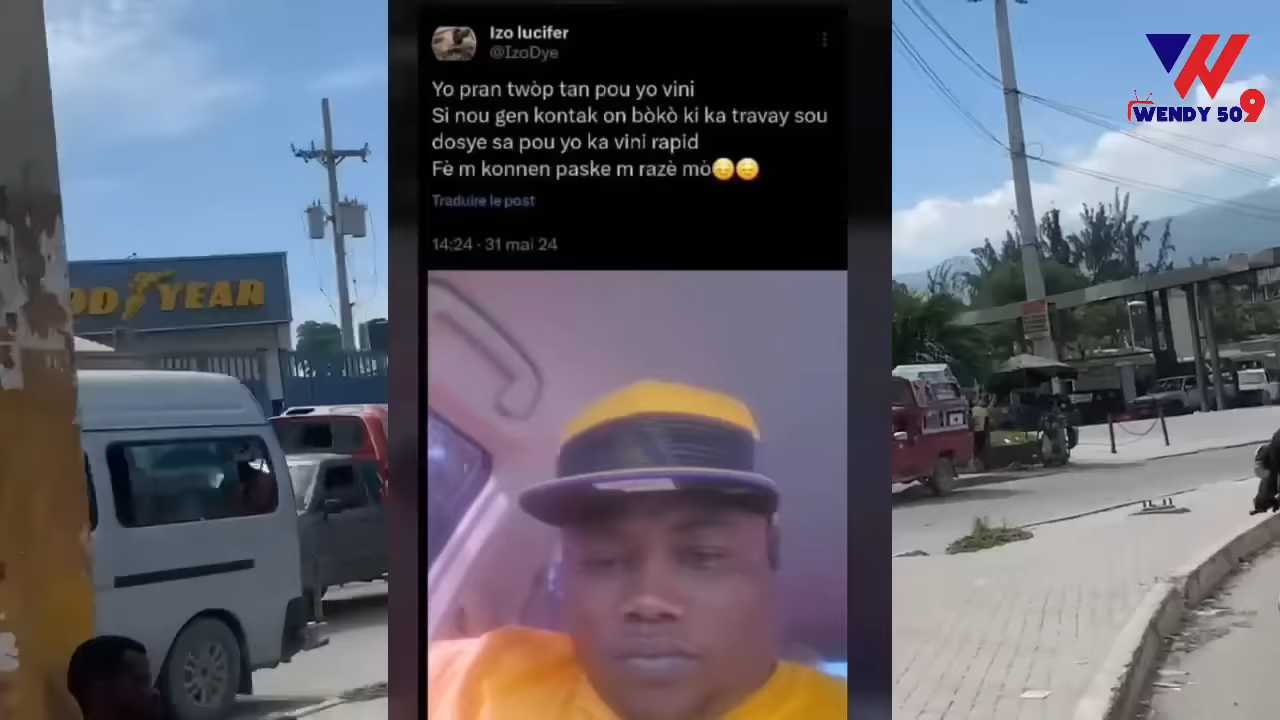 Izo lucifer
@IzoDye
Yo pran twòp tan pou yo vini
Si nou gen kontak on bòkò ki ka travay sou
dosye sa pou yo ka vini rapid
Fè m konnen paske m razè mò😊😊
Traduire le post
14:24 · 31 mai 24
OD YEAR
WENDY 509